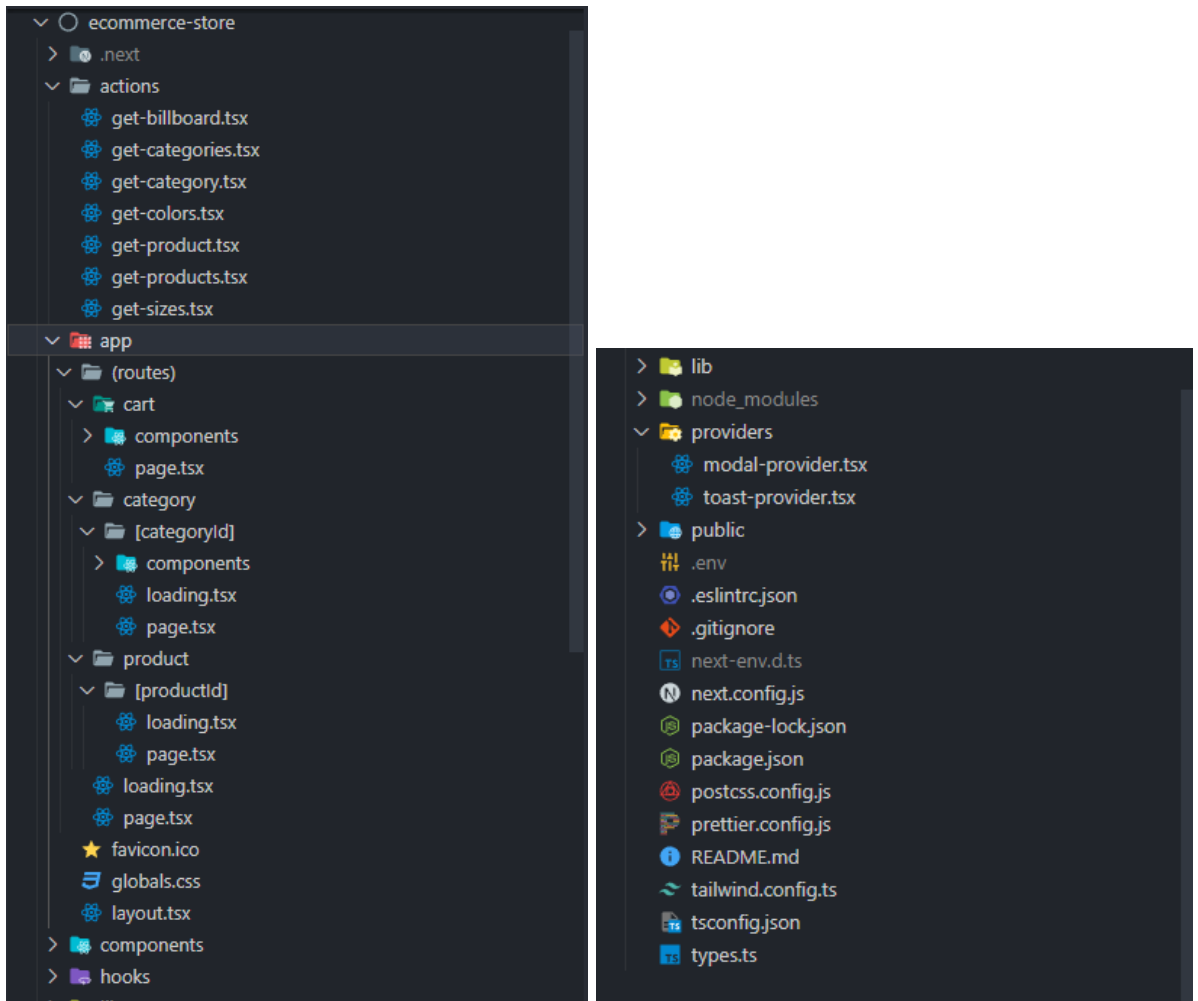 ecommerce-store
.next
actions
get-billboard.tsx
get-categories.tsx
get-category.tsx
get-colors.tsx
get-product.tsx
get-products.tsx
get-sizes.tsx
app
(routes)
cart
components
page.tsx
category
[categoryId]
components
loading.tsx
page.tsx
product
[productId]
loading.tsx
page.tsx
loading.tsx
page.tsx
favicon.ico
globals.css
layout.tsx
components
hooks
lib
node_modules
providers
modal-provider.tsx
toast-provider.tsx
public
.env
.eslintrc.json
.gitignore
next-env.d.ts
next.config.js
package-lock.json
package.json
postcss.config.js
prettier.config.js
README.md
tailwind.config.ts
tsconfig.json
types.ts